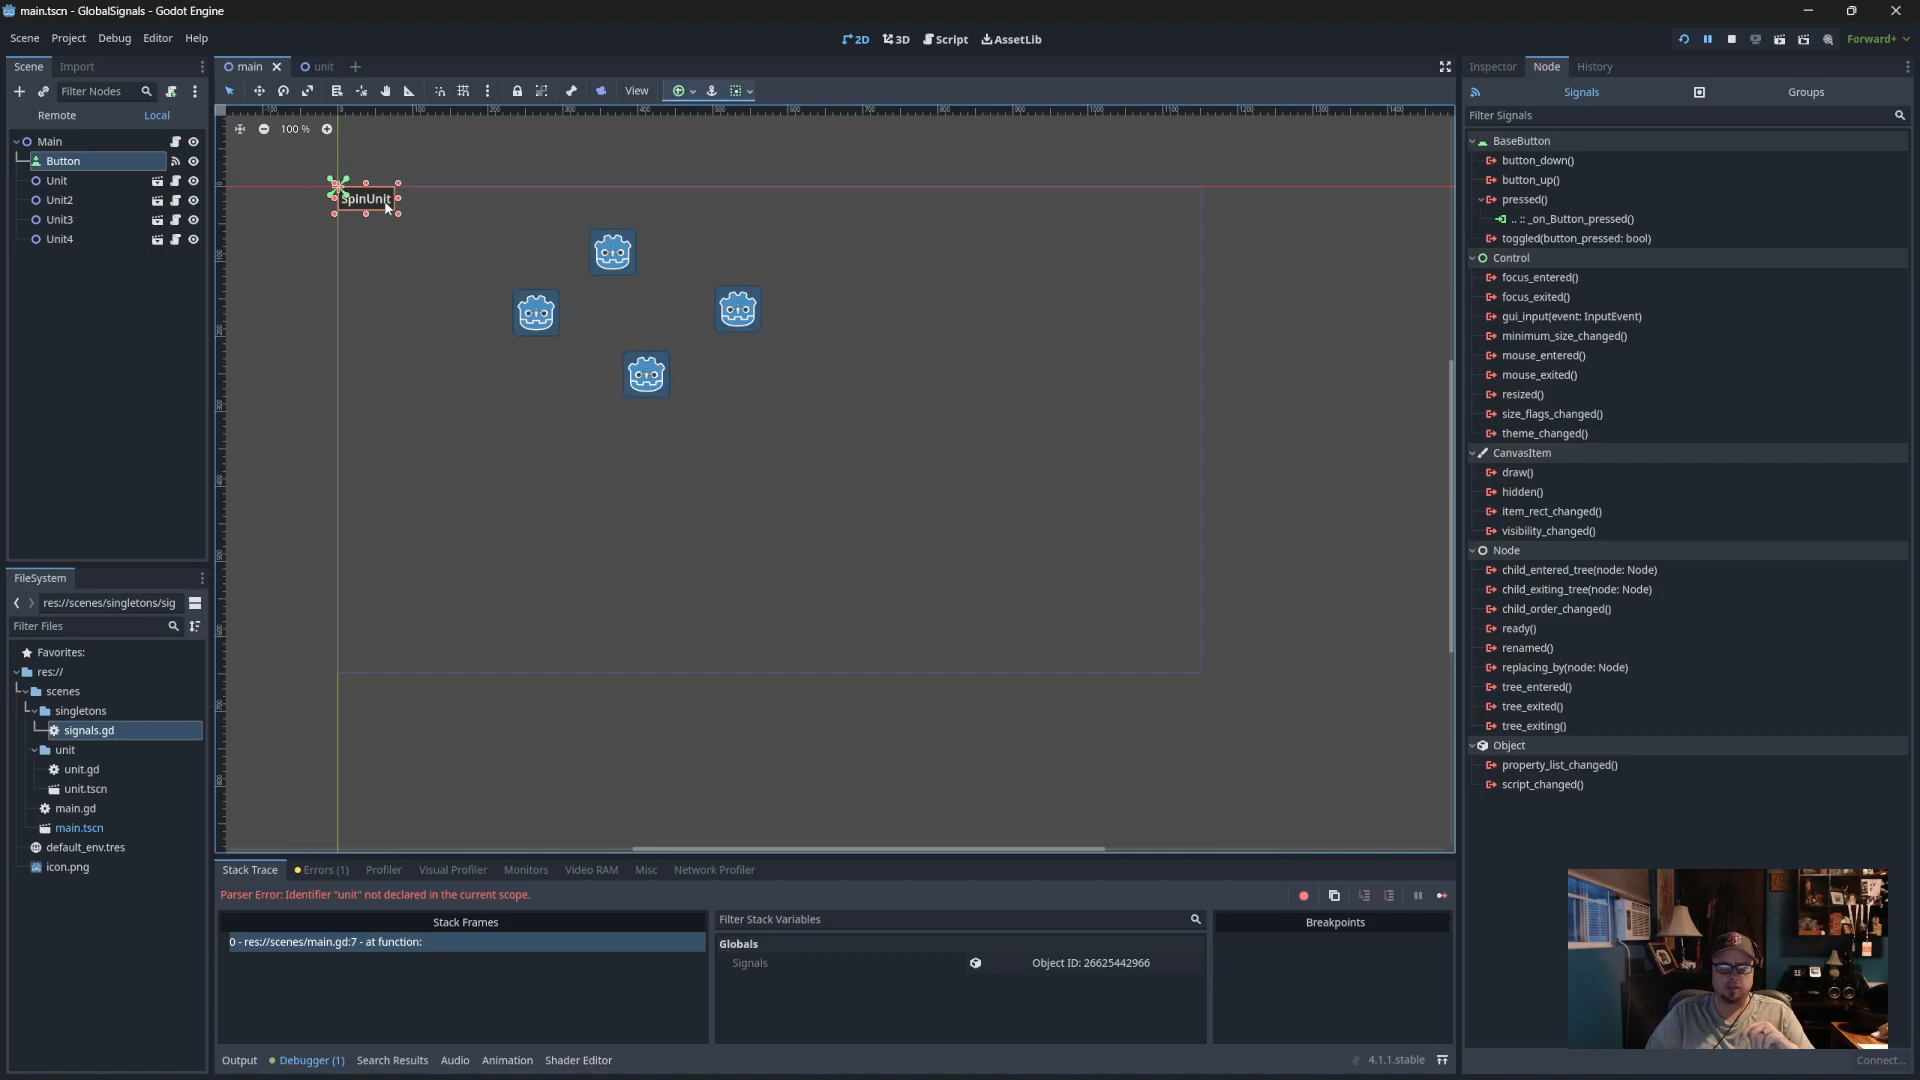 main.tscn - GlobalSignals - Godot Engine
Scene Project Debug Editor Help
2D 3D Script AssetLib
Forward+
Scene Import
main unit
Inspector Node History
Filter Nodes
View
Signals Groups
Remote Local
Filter Signals
100 %
Main
Button
Unit
Unit2
Unit3
Unit4
SpinUnit
BaseButton
button_down()
button_up()
pressed()
.. :: _on_Button_pressed()
toggled(button_pressed: bool)
Control
focus_entered()
focus_exited()
gui_input(event: InputEvent)
minimum_size_changed()
mouse_entered()
mouse_exited()
resized()
size_flags_changed()
theme_changed()
CanvasItem
draw()
hidden()
item_rect_changed()
visibility_changed()
Node
child_entered_tree(node: Node)
child_exiting_tree(node: Node)
child_order_changed()
ready()
renamed()
replacing_by(node: Node)
tree_entered()
tree_exited()
tree_exiting()
Object
property_list_changed()
script_changed()
FileSystem
res://scenes/singletons/sig
Filter Files
Favorites:
res://
scenes
singletons
signals.gd
unit
unit.gd
unit.tscn
main.gd
main.tscn
default_env.tres
icon.png
Stack Trace Errors (1) Profiler Visual Profiler Monitors Video RAM Misc Network Profiler
Parser Error: Identifier "unit" not declared in the current scope.
Stack Frames
0 - res://scenes/main.gd:7 - at function:
Filter Stack Variables
Globals
Signals Object ID: 26625442966
Breakpoints
Output Debugger (1) Search Results Audio Animation Shader Editor
4.1.1.stable
Connect...